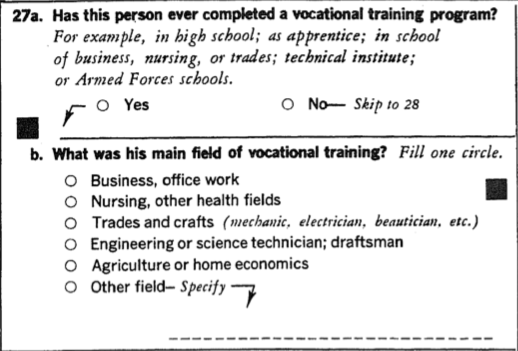 27a. Has this person ever completed a vocational training program?
For example, in high school; as apprentice; in school
of business, nursing, or trades; technical institute;
or Armed Forces schools.
Yes No— Skip to 28
b. What was his main field of vocational training? Fill one circle.
Business, office work
Nursing, other health fields
Trades and crafts (mechanic, electrician, beautician, etc.)
Engineering or science technician; draftsman
Agriculture or home economics
Other field— Specify